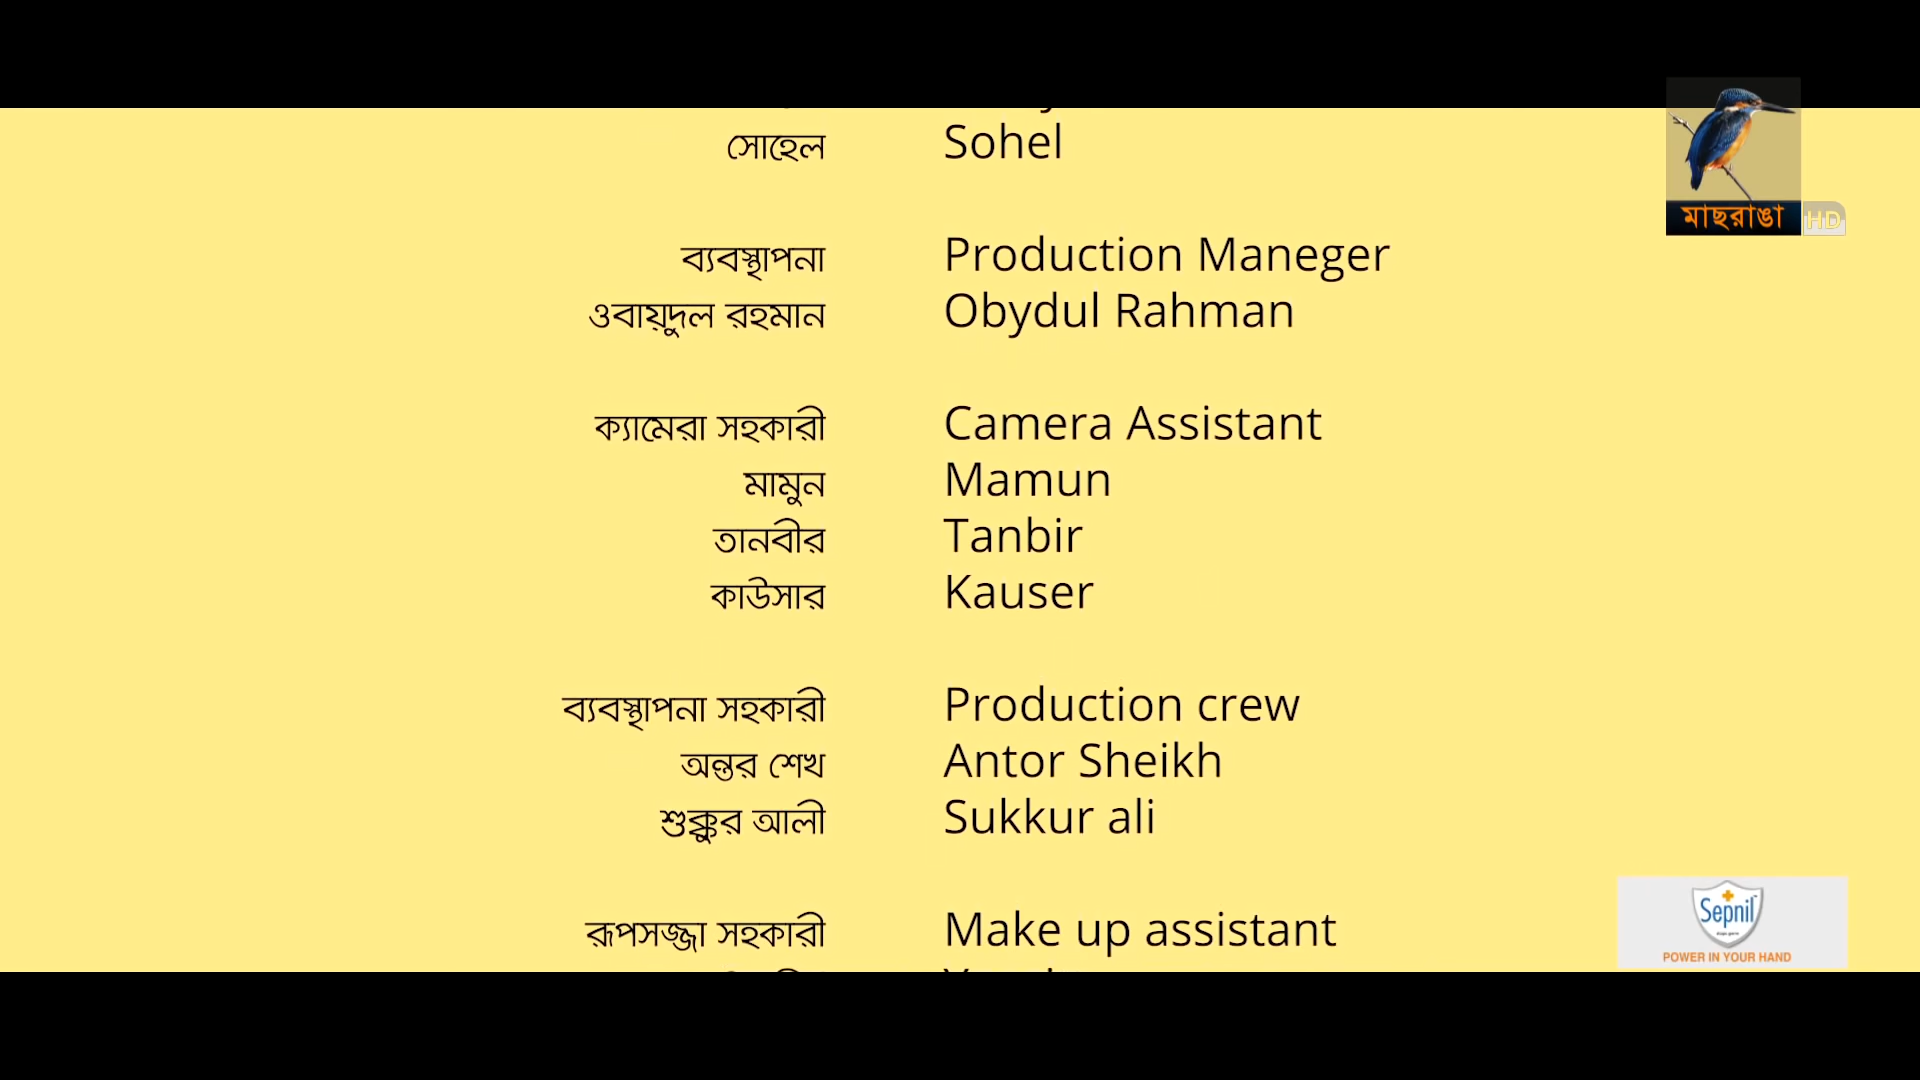 সোহেল Sohel
ব্যবস্থাপনা Production Maneger
ওবায়দুল রহমান Obydul Rahman
ক্যামেরা সহকারী Camera Assistant
মামুন Mamun
তানবীর Tanbir
কাউসার Kauser
ব্যবস্থাপনা সহকারী Production crew
অন্তর শেখ Antor Sheikh
শুক্কুর আলী Sukkur ali
রূপসজ্জা সহকারী Make up assistant
মাছরাঙা HD
Sepnil
POWER IN YOUR HAND